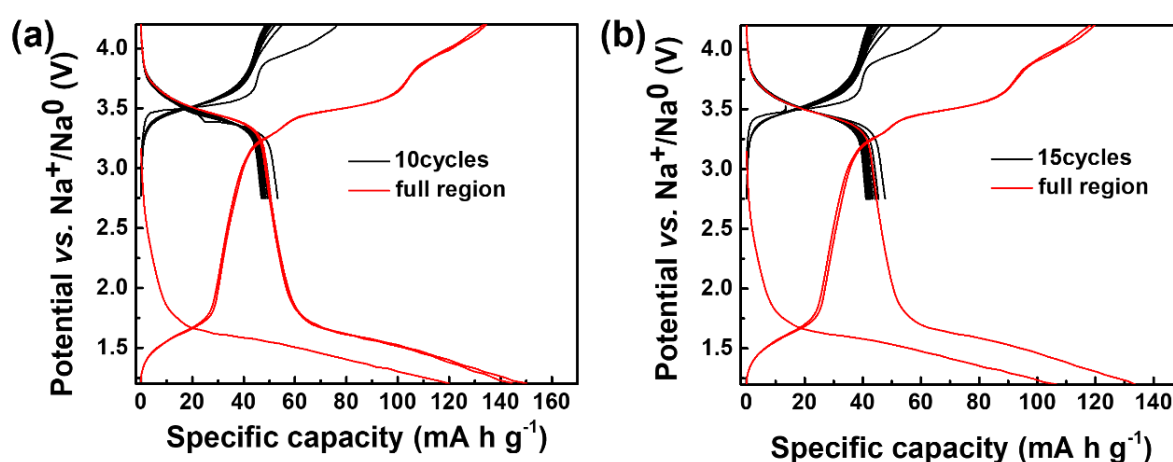 (a)
Potential vs. Na⁺/Na⁰ (V)
4.0
3.5
3.0
2.5
2.0
1.5
10cycles
full region
0 20 40 60 80 100 120 140 160
Specific capacity (mA h g⁻¹)
(b)
Potential vs. Na⁺/Na⁰ (V)
4.0
3.5
3.0
2.5
2.0
1.5
15cycles
full region
0 20 40 60 80 100 120 140
Specific capacity (mA h g⁻¹)